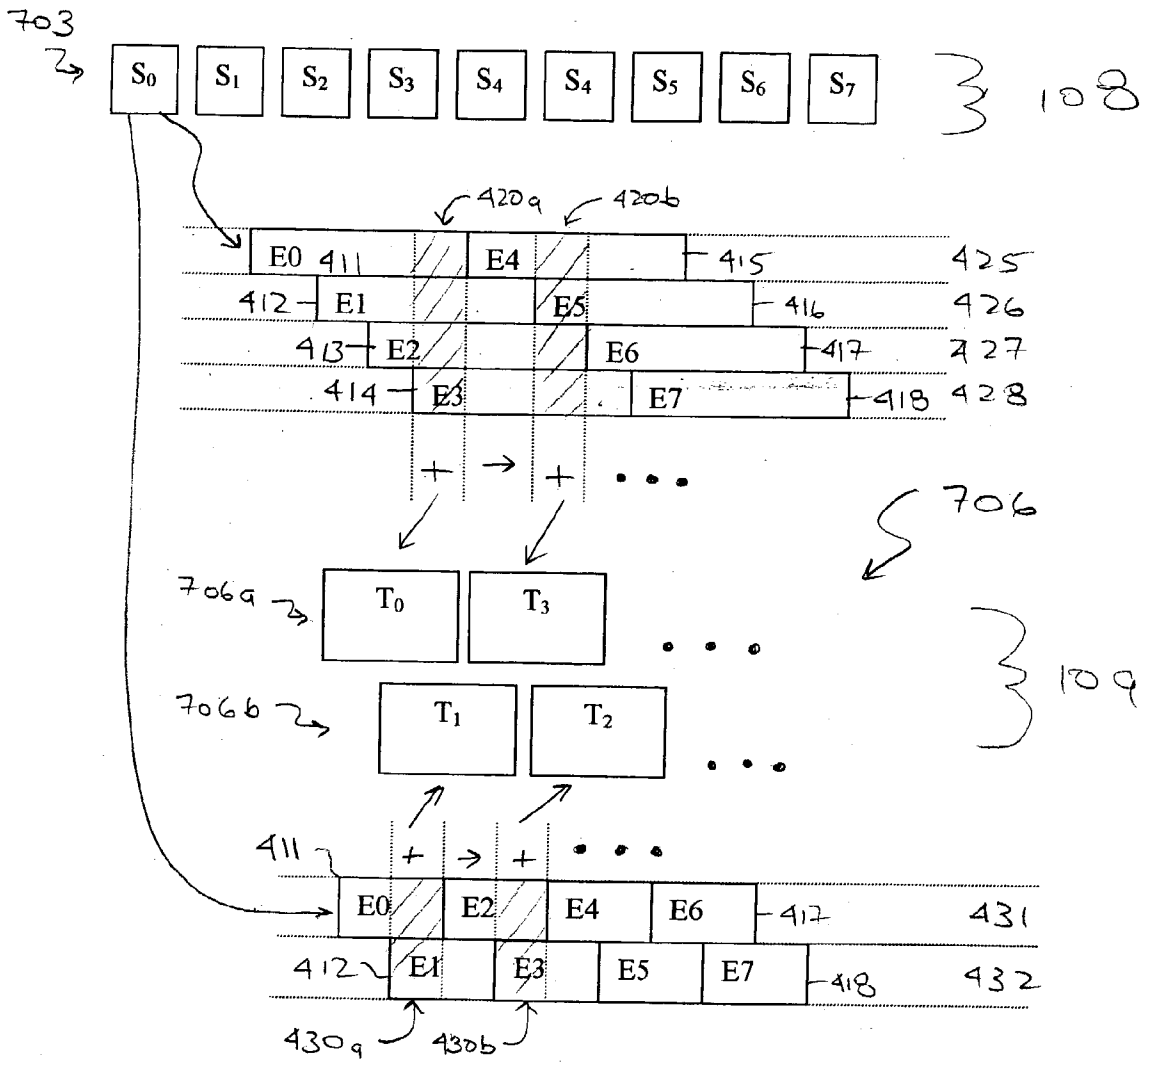 703
S0 S1 S2 S3 S4 S4 S5 S6 S7
108
420a 420b
E0 411 E4 415 425
412 E1 E5 416 426
413 E2 E6 417 427
414 E3 E7 418 428
+ → + • • •
706
706a T0 T3 • • •
109
706b T1 T2 • • •
411 + → + • • •
E0 E2 E4 E6 417 431
412 E1 E3 E5 E7 418 432
430a 430b